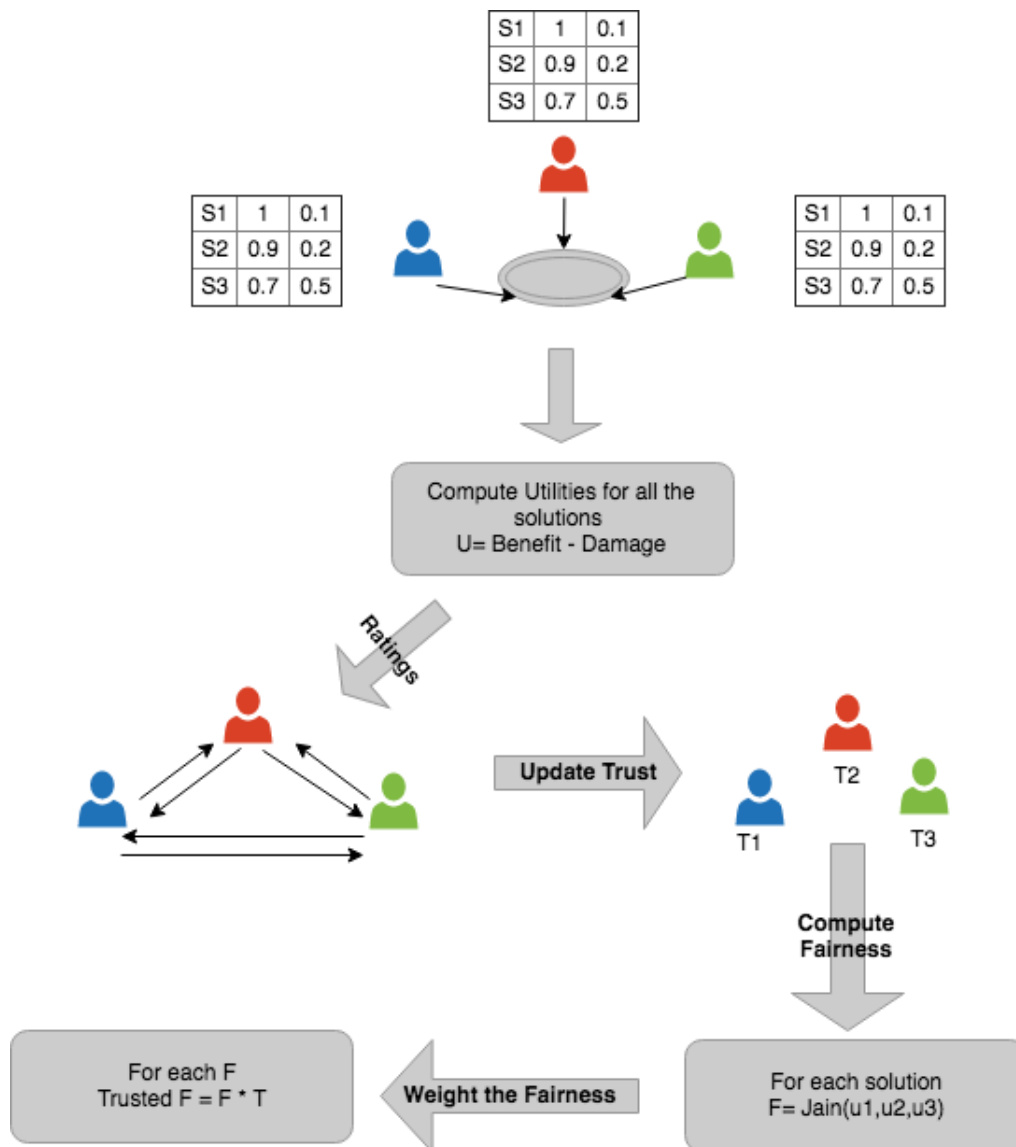 S1 1 0.1
S2 0.9 0.2
S3 0.7 0.5
S1 1 0.1
S2 0.9 0.2
S3 0.7 0.5
S1 1 0.1
S2 0.9 0.2
S3 0.7 0.5
Compute Utilities for all the
solutions
U= Benefit - Damage
Ratings
Update Trust
T2
T1
T3
Compute
Fairness
For each solution
F= Jain(u1,u2,u3)
Weight the Fairness
For each F
Trusted F = F * T